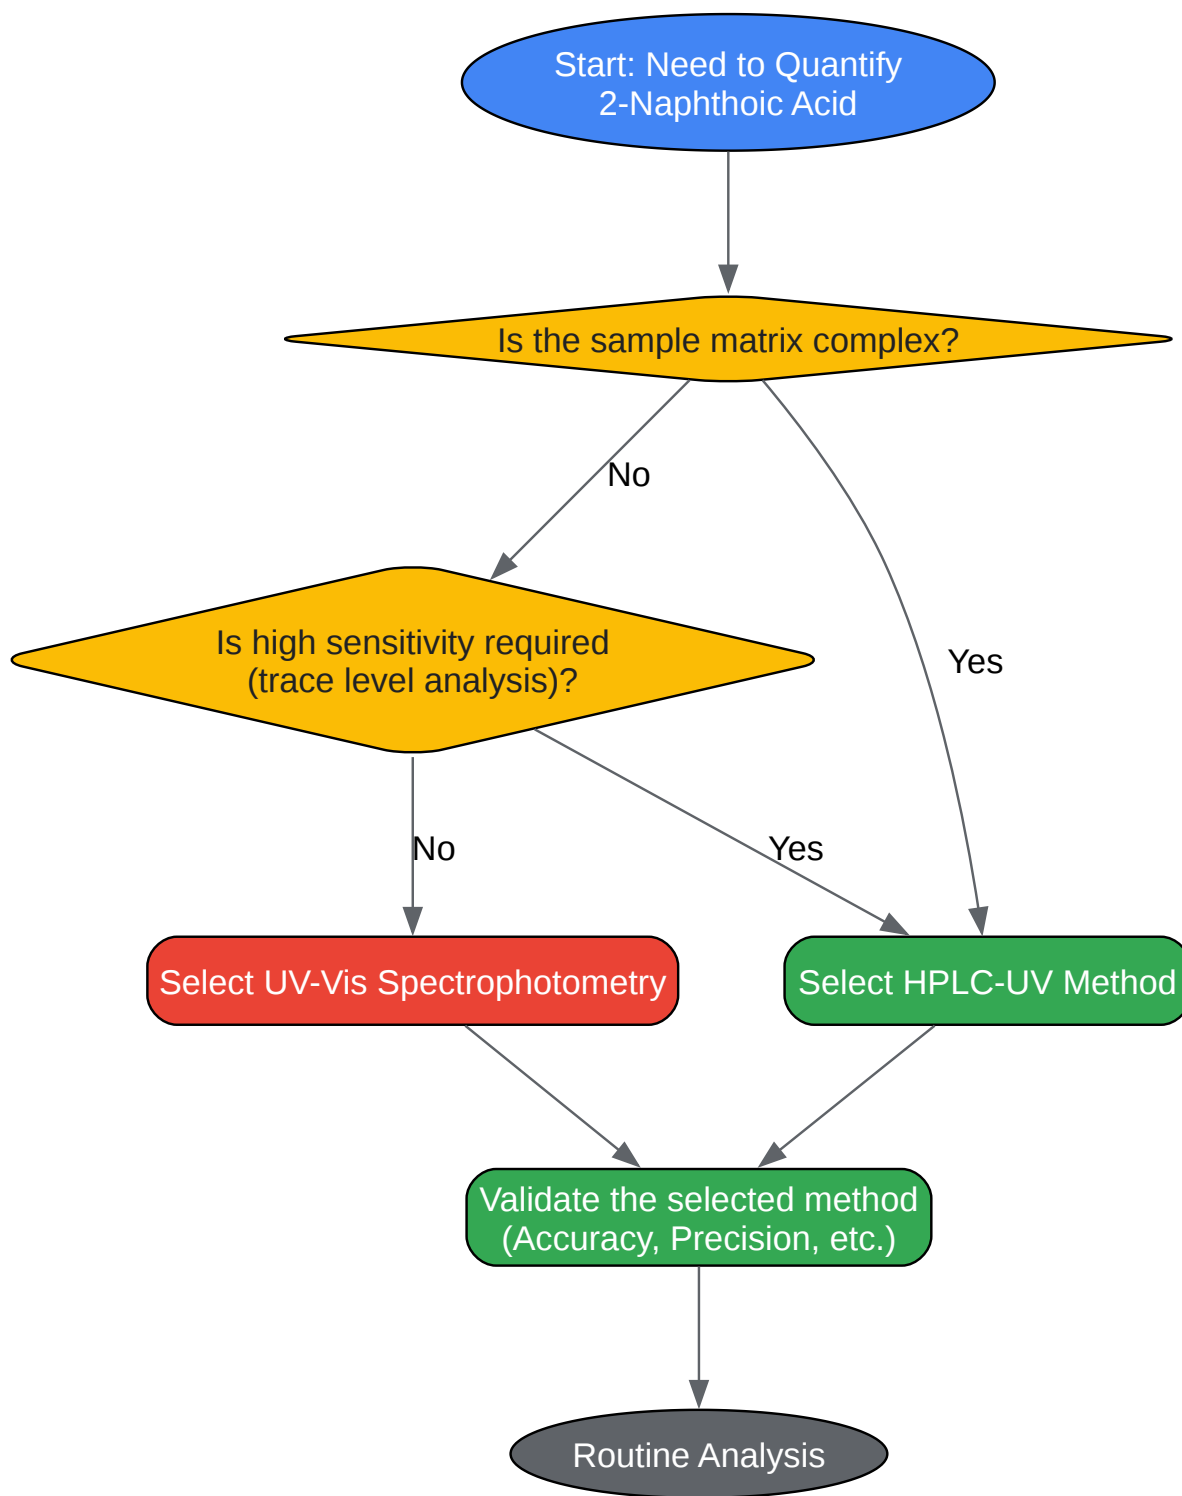 Start: Need to Quantify
2-Naphthoic Acid
Is the sample matrix complex?
No
Yes
Is high sensitivity required
(trace level analysis)?
No
Yes
Select UV-Vis Spectrophotometry
Select HPLC-UV Method
Validate the selected method
(Accuracy, Precision, etc.)
Routine Analysis